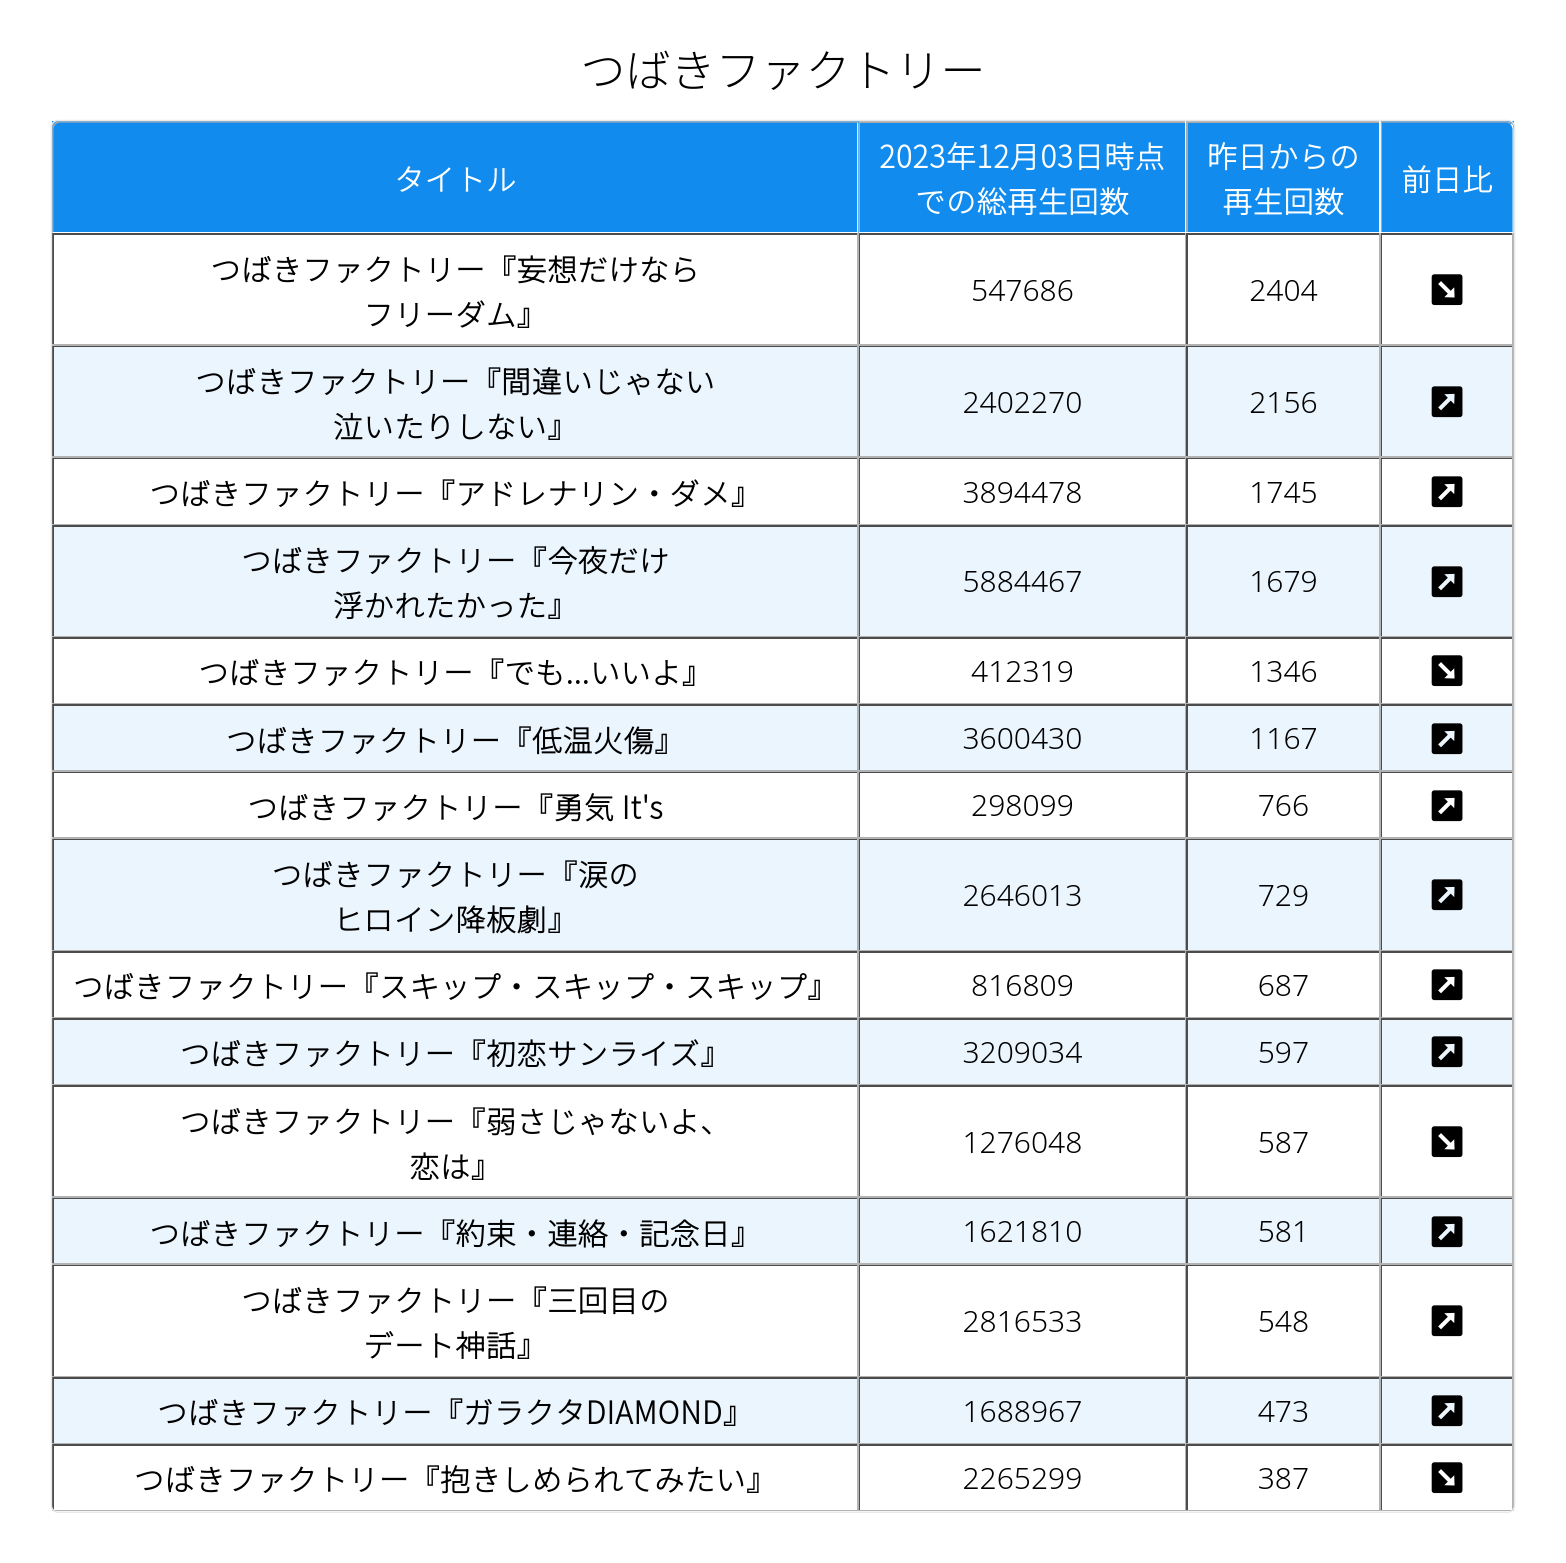 つばきファクトリー
タイトル
2023年12月03日時点
での総再生回数
昨日からの
再生回数
前日比
つばきファクトリー『妄想だけなら
フリーダム』
547686
2404
つばきファクトリー『間違いじゃない
泣いたりしない』
2402270
2156
つばきファクトリー『アドレナリン・ダメ』
3894478
1745
つばきファクトリー『今夜だけ
浮かれたかった』
5884467
1679
つばきファクトリー『でも...いいよ』
412319
1346
つばきファクトリー『低温火傷』
3600430
1167
つばきファクトリー『勇気 It's
298099
766
つばきファクトリー『涙の
ヒロイン降板劇』
2646013
729
つばきファクトリー『スキップ・スキップ・スキップ』
816809
687
つばきファクトリー『初恋サンライズ』
3209034
597
つばきファクトリー『弱さじゃないよ、
恋は』
1276048
587
つばきファクトリー『約束・連絡・記念日』
1621810
581
つばきファクトリー『三回目の
デート神話』
2816533
548
つばきファクトリー『ガラクタDIAMOND』
1688967
473
つばきファクトリー『抱きしめられてみたい』
2265299
387